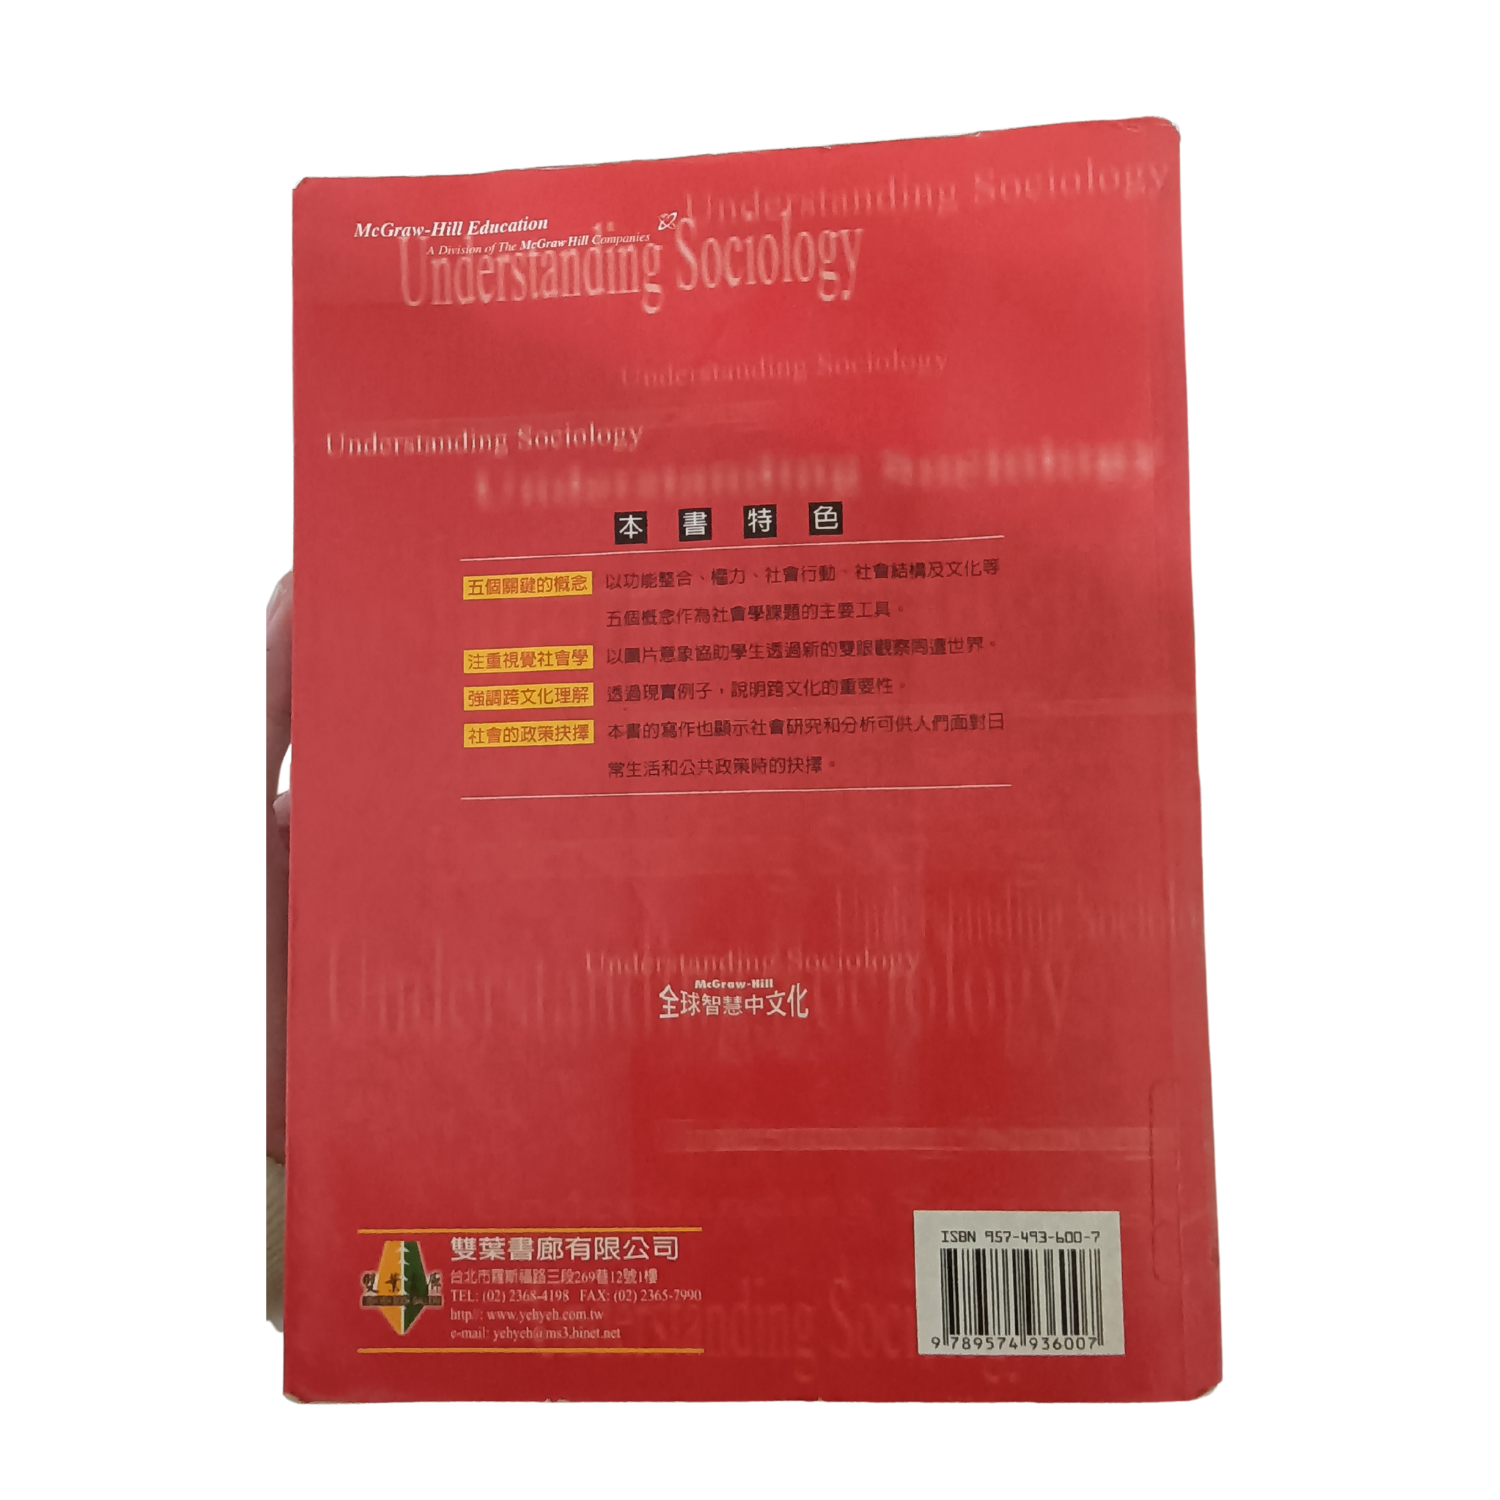 Understanding Sociology
McGraw-Hill Education
A Division of The McGraw-Hill Companies
Understanding Sociology
Understanding Sociology
Understanding Sociology
Understanding Sociology
本書特色
五個關鍵的概念 以功能整合、權力、社會行動、社會結構及文化等
五個概念作為社會學課題的主要工具。
注重視覺社會學 以圖片意象協助學生透過新的雙眼觀察周遭世界。
強調跨文化理解 透過現實例子，說明跨文化的重要性。
社會的政策抉擇 本書的寫作也顯示社會研究和分析可供人們面對日
常生活和公共政策時的抉擇。
Understanding Sociology
Understanding Sociology
McGraw-Hill
全球智慧中文化
雙葉書廊
雙葉書廊有限公司
台北市羅斯福路三段269巷12號1樓
TEL: (02) 2368-4198 FAX: (02) 2365-7990
http:: www.yehyeh.com.tw
e-mail: yehyeh@ms3.hinet.net
ISBN 957-493-600-7
9 789574 936007